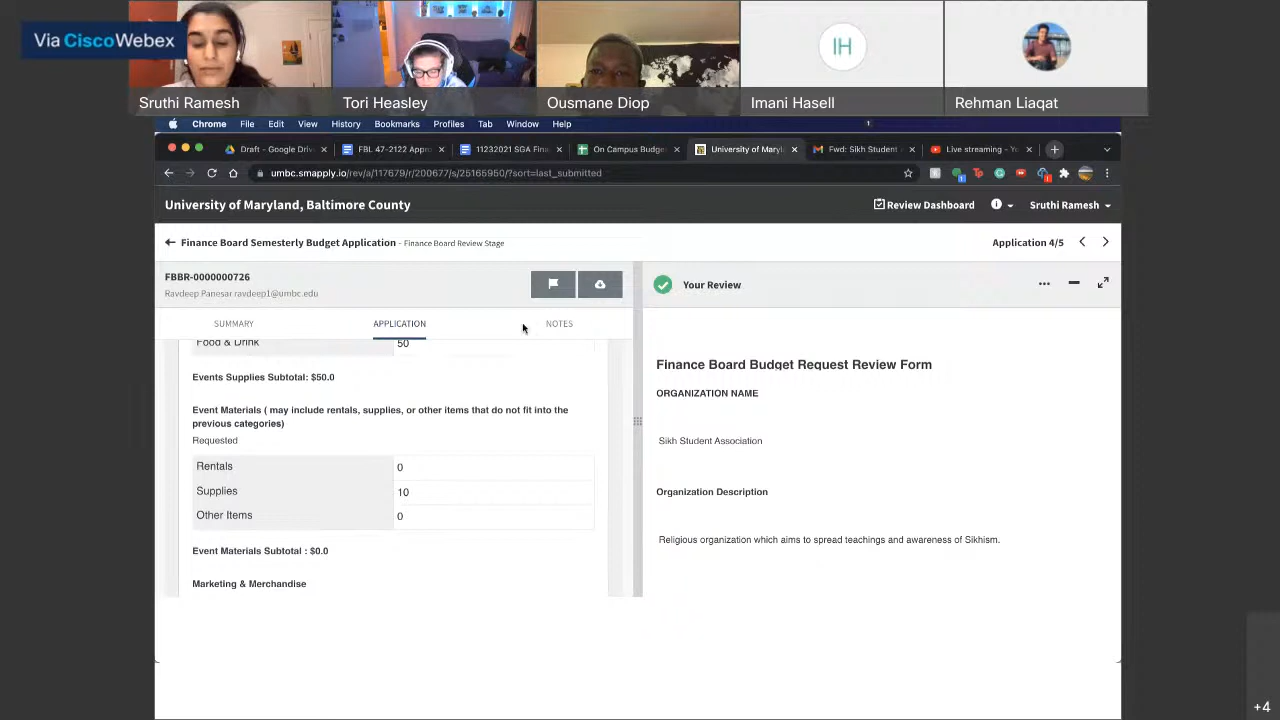 Via CiscoWebex
Sruthi Ramesh
Tori Heasley
Ousmane Diop
IH
Imani Hasell
Rehman Liaqat
Chrome File Edit View History Bookmarks Profiles Tab Window Help
Draft - Google Driv
FBL 47-2122 Appro
11232021 SGA Fina
On Campus Budge
University of Maryl
Fwd: Sikh Student
Live streaming - Yo
umbc.smapply.io/rev/a/117679/r/200677/s/25165950/?sort=last_submitted
University of Maryland, Baltimore County
Review Dashboard
Sruthi Ramesh
Finance Board Semesterly Budget Application - Finance Board Review Stage
Application 4/5
FBBR-0000000726
Ravdeep Panesar ravdeep1@umbc.edu
SUMMARY
APPLICATION
NOTES
Food & Drink 50
Events Supplies Subtotal: $50.0
Event Materials ( may include rentals, supplies, or other items that do not fit into the
previous categories)
Requested
Rentals 0
Supplies 10
Other Items 0
Event Materials Subtotal : $0.0
Marketing & Merchandise
Your Review
Finance Board Budget Request Review Form
ORGANIZATION NAME
Sikh Student Association
Organization Description
Religious organization which aims to spread teachings and awareness of Sikhism.
+4